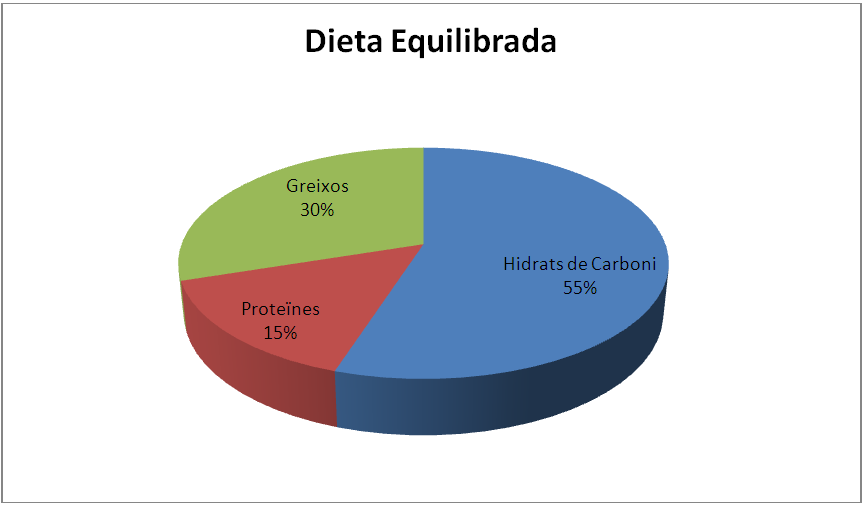 Dieta Equilibrada
Greixos
30%
Hidrats de Carboni
55%
Proteïnes
15%